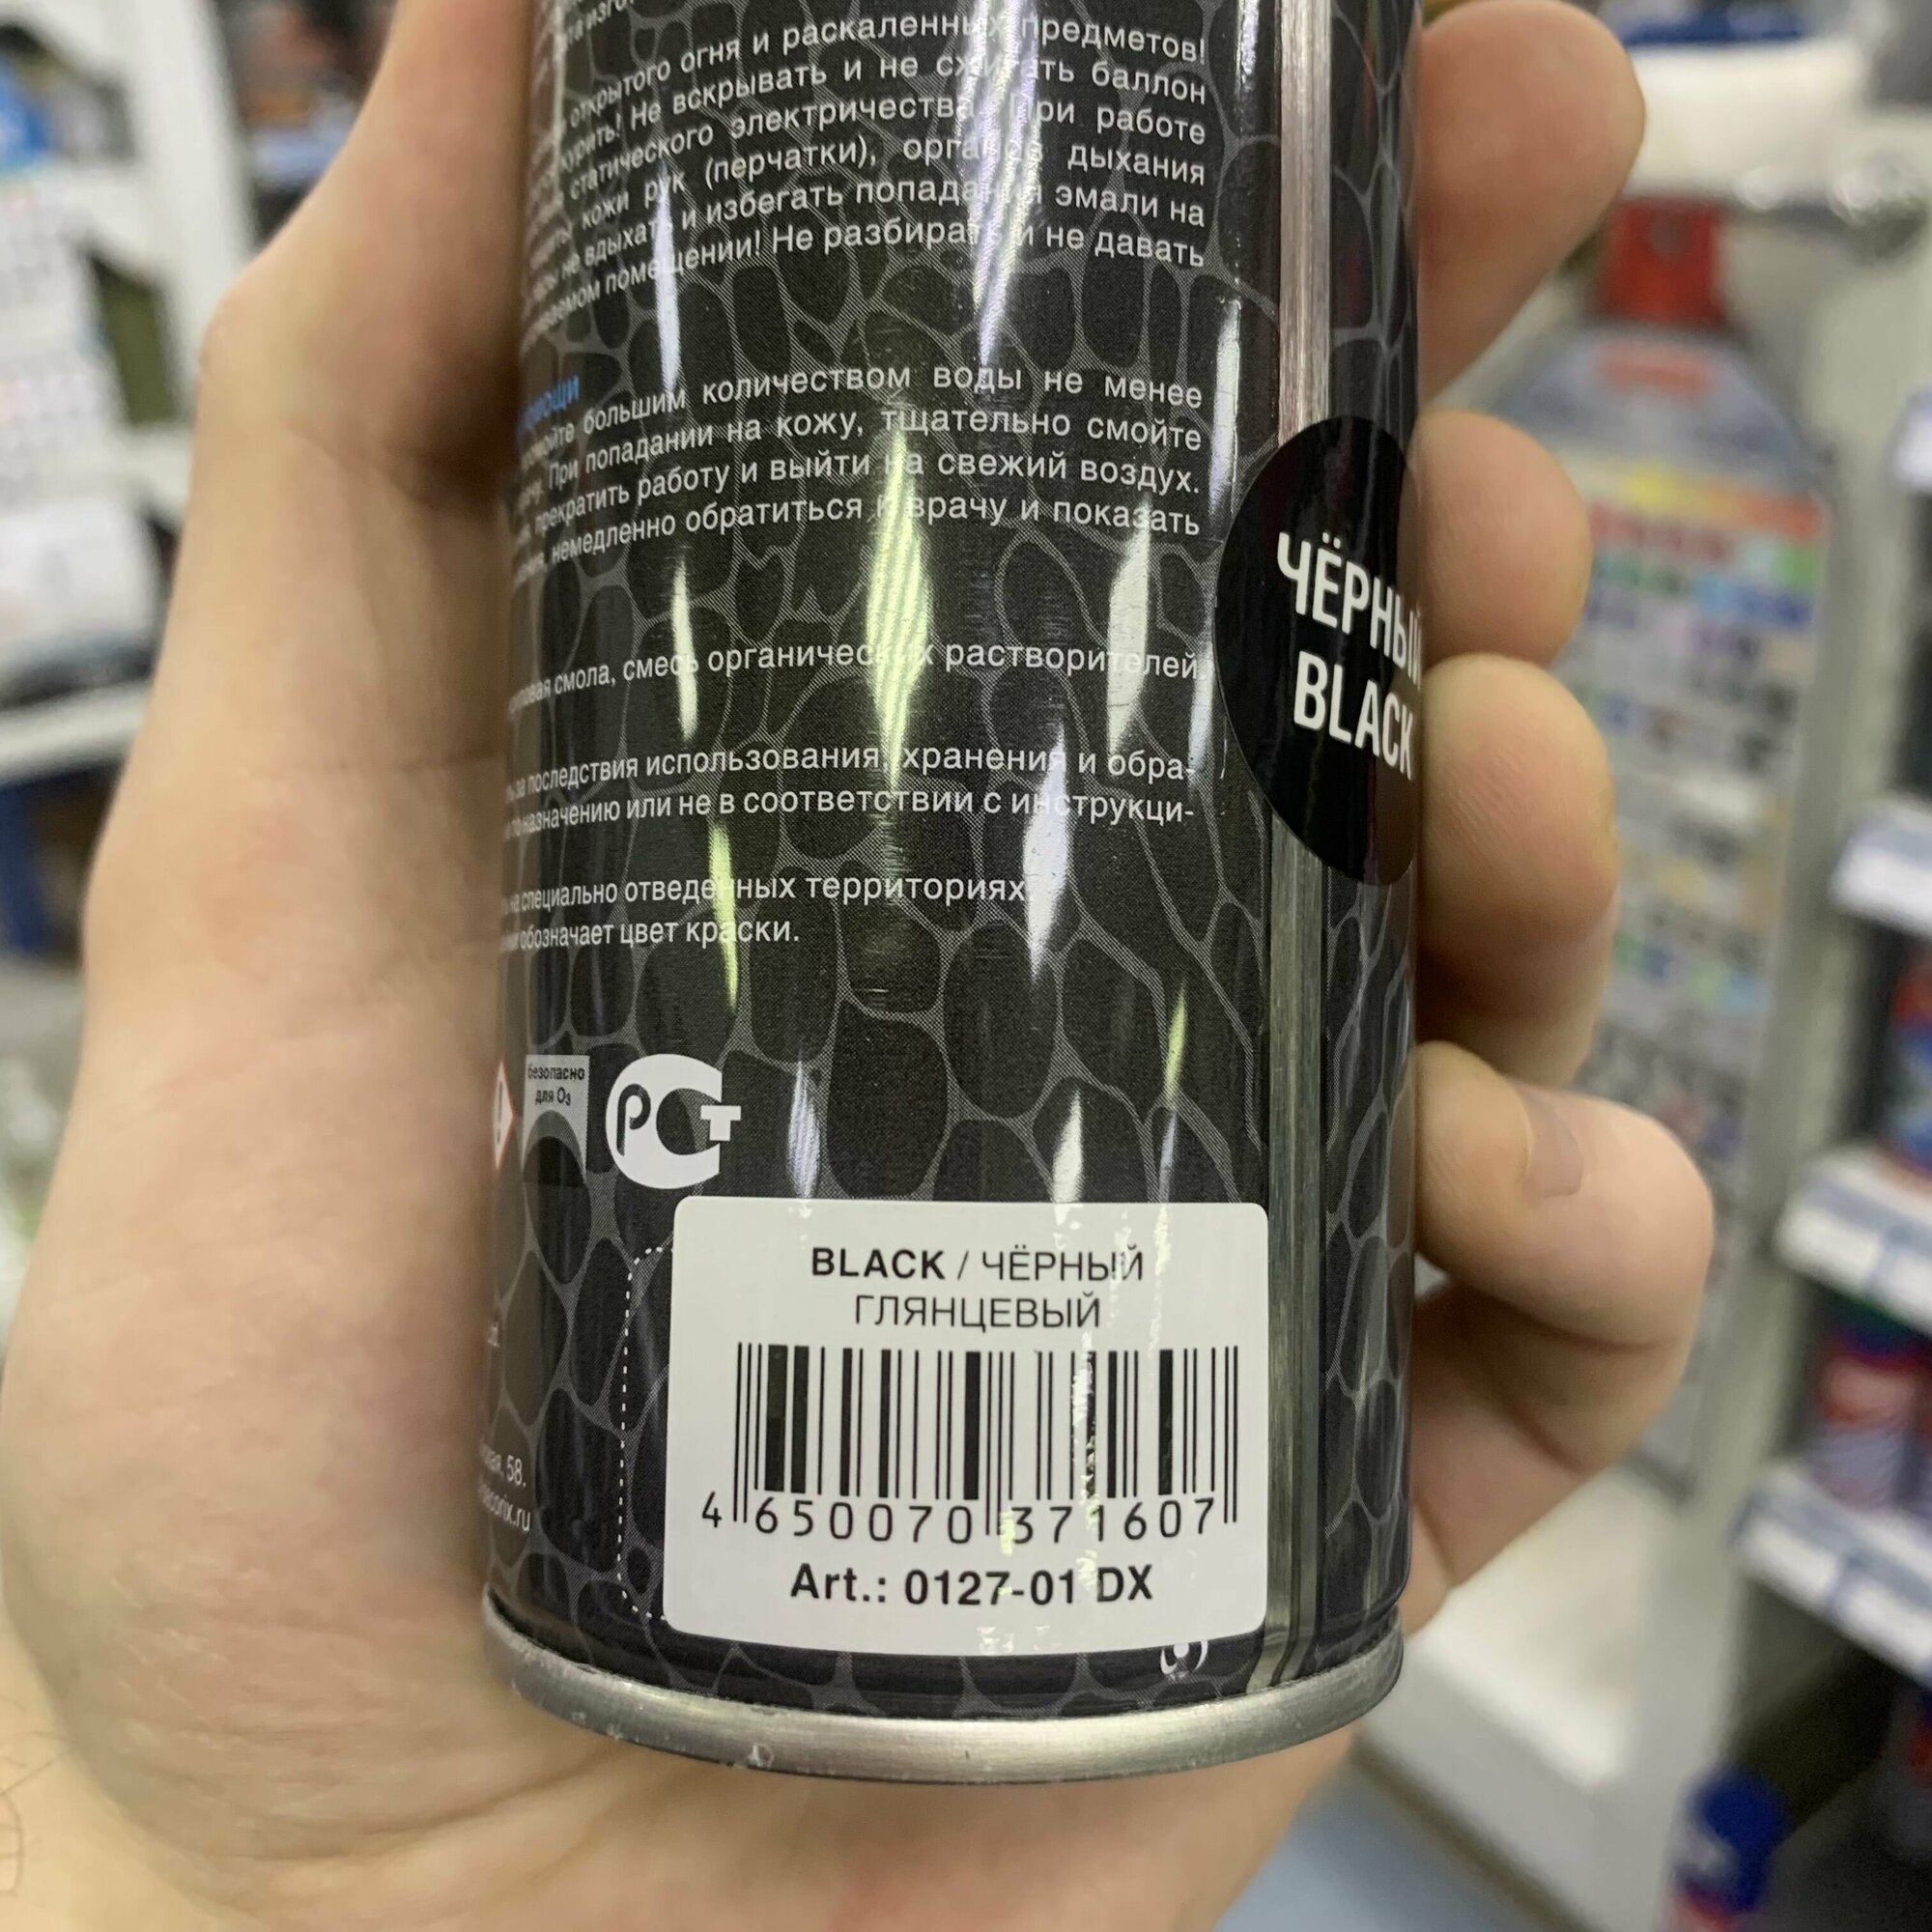 открытого огня и раскаленных предметов!
курить! Не вскрывать и не сжигать баллон
статического электричества. При работе
кожи рук (перчатки), органов дыхания
не вдыхать и избегать попадания эмали на
помещении! Не разбирать и не давать
большим количеством воды не менее
При попадании на кожу, тщательно смойте
прекратить работу и выйти на свежий воздух.
немедленно обратиться к врачу и показать
смола, смесь органических растворителей
последствия использования, хранения и обра-
назначению или не в соответствии с инструкци-
специально отведенных территориях
обозначает цвет краски.
ЧЁРНЫЙ
BLACK
безопасно
для O3
РСТ
58.
BLACK / ЧЁРНЫЙ
ГЛЯНЦЕВЫЙ
4 650070 371607
Art.: 0127-01 DX